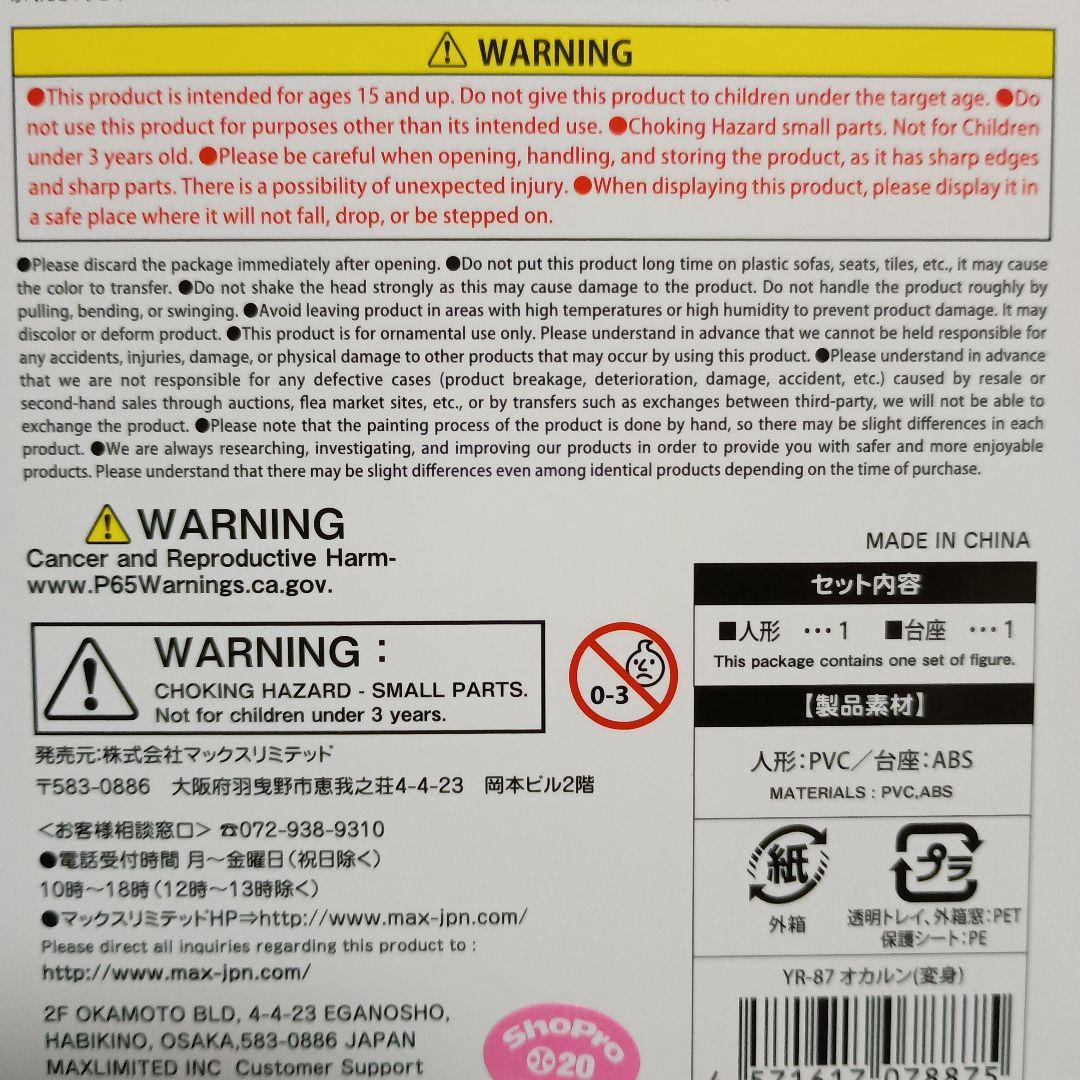 WARNING
●This product is intended for ages 15 and up. Do not give this product to children under the target age. ●Do
not use this product for purposes other than its intended use. ●Choking Hazard small parts. Not for Children
under 3 years old. ●Please be careful when opening, handling, and storing the product, as it has sharp edges
and sharp parts. There is a possibility of unexpected injury. ●When displaying this product, please display it in
a safe place where it will not fall, drop, or be stepped on.
●Please discard the package immediately after opening. ●Do not put this product long time on plastic sofas, seats, tiles, etc., it may cause
the color to transfer. ●Do not shake the head strongly as this may cause damage to the product. Do not handle the product roughly by
pulling, bending, or swinging. ●Avoid leaving product in areas with high temperatures or high humidity to prevent product damage. It may
discolor or deform product. ●This product is for ornamental use only. Please understand in advance that we cannot be held responsible for
any accidents, injuries, damage, or physical damage to other products that may occur by using this product. ●Please understand in advance
that we are not responsible for any defective cases (product breakage, deterioration, damage, accident, etc.) caused by resale or
second-hand sales through auctions, flea market sites, etc., or by transfers such as exchanges between third-party, we will not be able to
exchange the product. ●Please note that the painting process of the product is done by hand, so there may be slight differences in each
product. ●We are always researching, investigating, and improving our products in order to provide you with safer and more enjoyable
products. Please understand that there may be slight differences even among identical products depending on the time of purchase.
WARNING
Cancer and Reproductive Harm-
www.P65Warnings.ca.gov.
WARNING：
CHOKING HAZARD - SMALL PARTS.
Not for children under 3 years.
0-3
発売元:株式会社マックスリミテッド
〒583-0886 大阪府羽曳野市恵我之荘4-4-23 岡本ビル2階
＜お客様相談窓口＞ ☎072-938-9310
●電話受付時間 月～金曜日（祝日除く）
10時～18時（12時～13時除く）
●マックスリミテッドHP⇒http://www.max-jpn.com/
Please direct all inquiries regarding this product to :
http://www.max-jpn.com/
2F OKAMOTO BLD, 4-4-23 EGANOSHO,
HABIKINO, OSAKA,583-0886 JAPAN
MAXLIMITED INC Customer Support
ShoPro
20
MADE IN CHINA
セット内容
■人形 …1 ■台座 …1
This package contains one set of figure.
【製品素材】
人形：PVC／台座：ABS
MATERIALS : PVC,ABS
紙
外箱
プラ
透明トレイ、外箱窓：PET
保護シート：PE
YR-87 オカルン(変身)
4 571617 078875